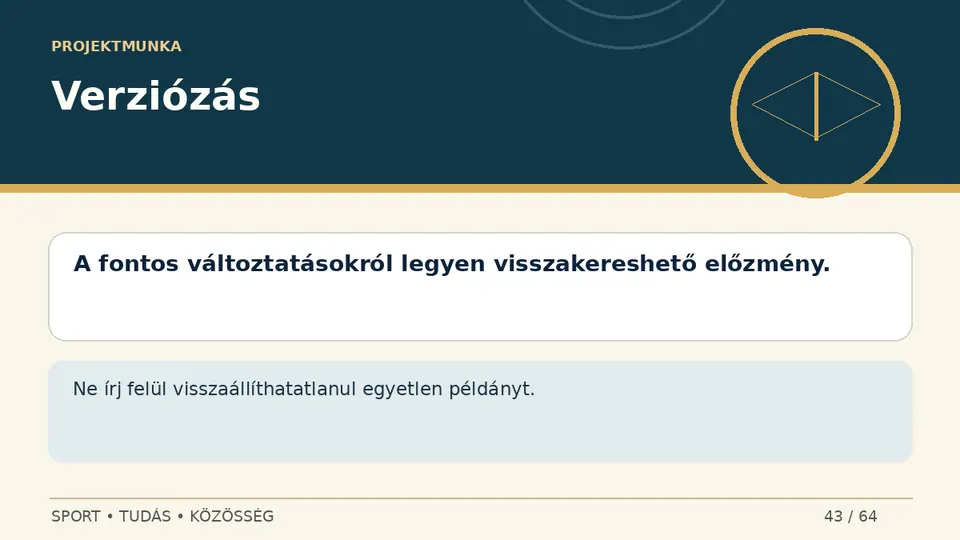 PROJEKTMUNKA
Verziózás
A fontos változtatásokról legyen visszakereshető előzmény.
Ne írj felül visszaállíthatatlanul egyetlen példányt.
SPORT • TUDÁS • KÖZÖSSÉG
43 / 64